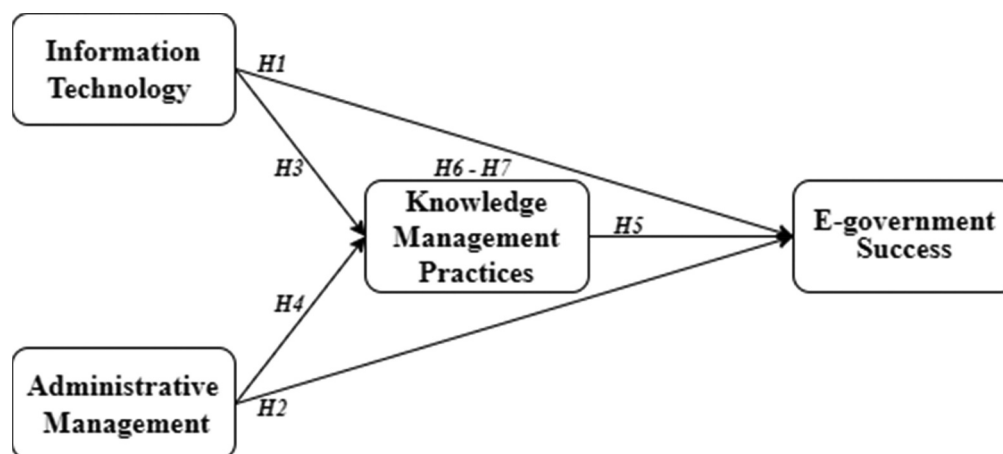 Information
Technology
H1
H3
H6 - H7
Knowledge
Management
Practices
H5
E-government
Success
H4
Administrative
Management
H2